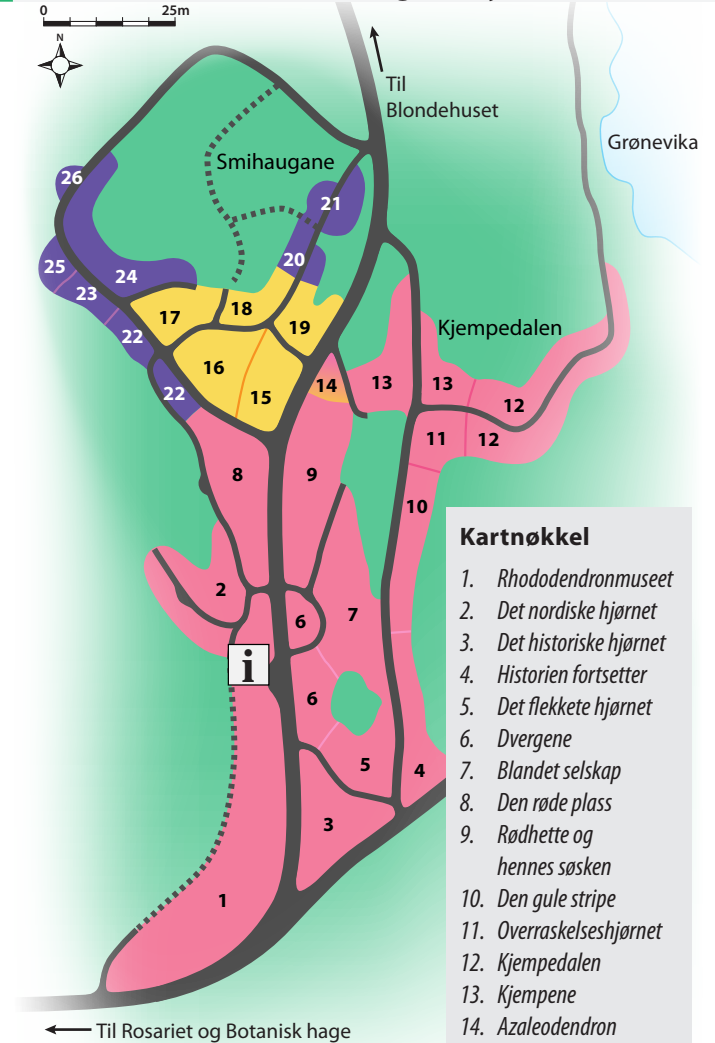 0 25m
N
Til
Blondehuset
Grønevika
Smihaugane
26
21
20
25
24
23
17
18
19
22
Kjempedalen
16
14
13
13
22
15
12
11
12
8
9
10
2
6
7
i
6
5
4
3
1
Kartnøkkel
1. Rhododendronmuseet
2. Det nordiske hjørnet
3. Det historiske hjørnet
4. Historien fortsetter
5. Det flekkete hjørnet
6. Dvergene
7. Blandet selskap
8. Den røde plass
9. Rødhette og
hennes søsken
10. Den gule stripe
11. Overraskelseshjørnet
12. Kjempedalen
13. Kjempene
14. Azaleodendron
Til Rosariet og Botanisk hage